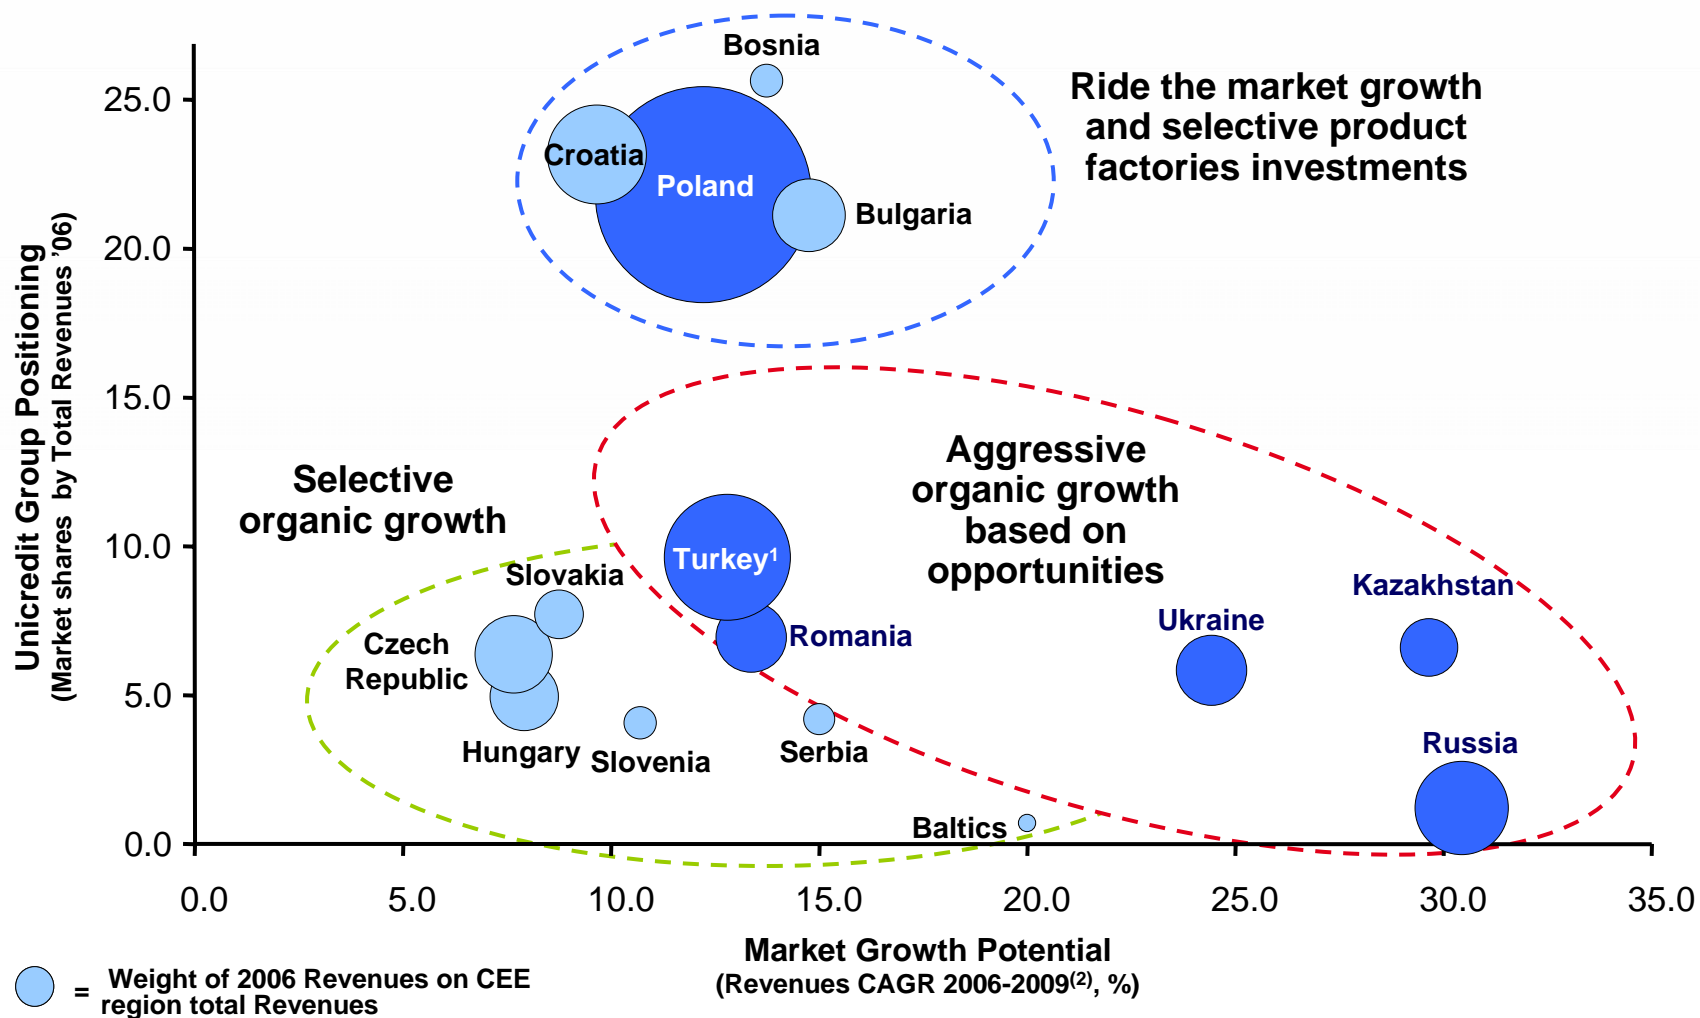 Bosnia
Ride the market growth
and selective product
factories investments
25.0
Croatia
Poland
Bulgaria
20.0
Unicredit Group Positioning
(Market shares by Total Revenues ’06)
15.0
Aggressive
organic growth
based on
opportunities
Selective
organic growth
10.0
Turkey¹
Slovakia
Kazakhstan
Ukraine
Romania
Czech
Republic
5.0
Hungary
Slovenia
Serbia
Russia
Baltics
0.0
0.0 5.0 10.0 15.0 20.0 25.0 30.0 35.0
Market Growth Potential
(Revenues CAGR 2006-2009⁽²⁾, %)
= Weight of 2006 Revenues on CEE
region total Revenues